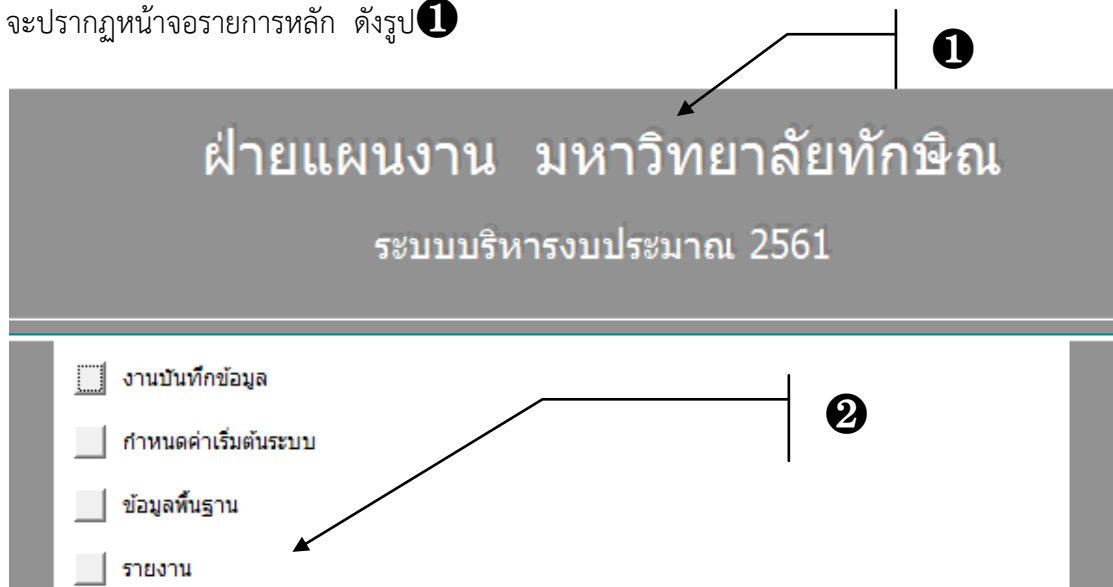 จะปรากฏหน้าจอรายการหลัก ดังรูป❶
❶
ฝ่ายแผนงาน มหาวิทยาลัยทักษิณ
ระบบบริหารงบประมาณ 2561
งานบันทึกข้อมูล
❷
กำหนดค่าเริ่มต้นระบบ
ข้อมูลพื้นฐาน
รายงาน